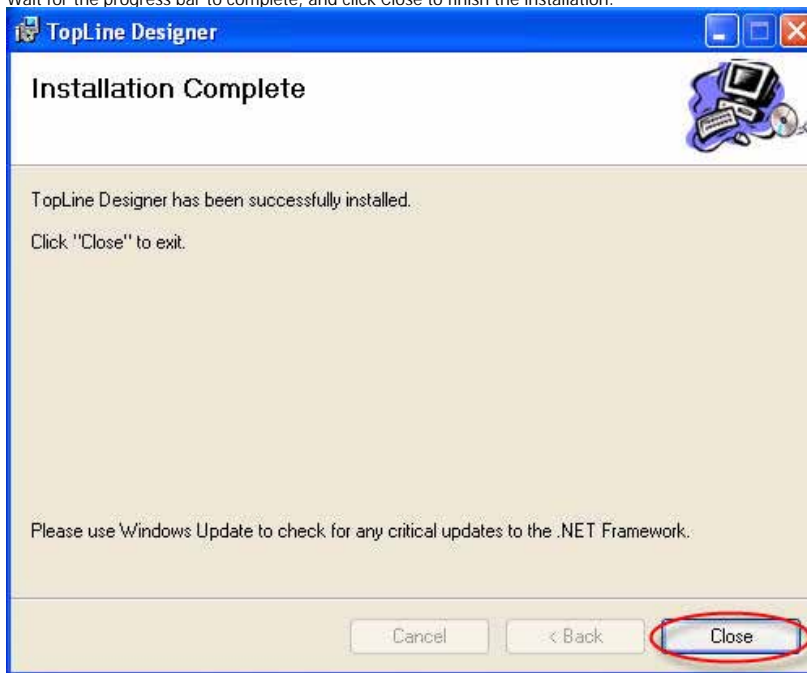 Wait for the progress bar to complete, and click Close to finish the installation.
TopLine Designer
Installation Complete
TopLine Designer has been successfully installed.
Click "Close" to exit.
Please use Windows Update to check for any critical updates to the .NET Framework.
Cancel
< Back
Close